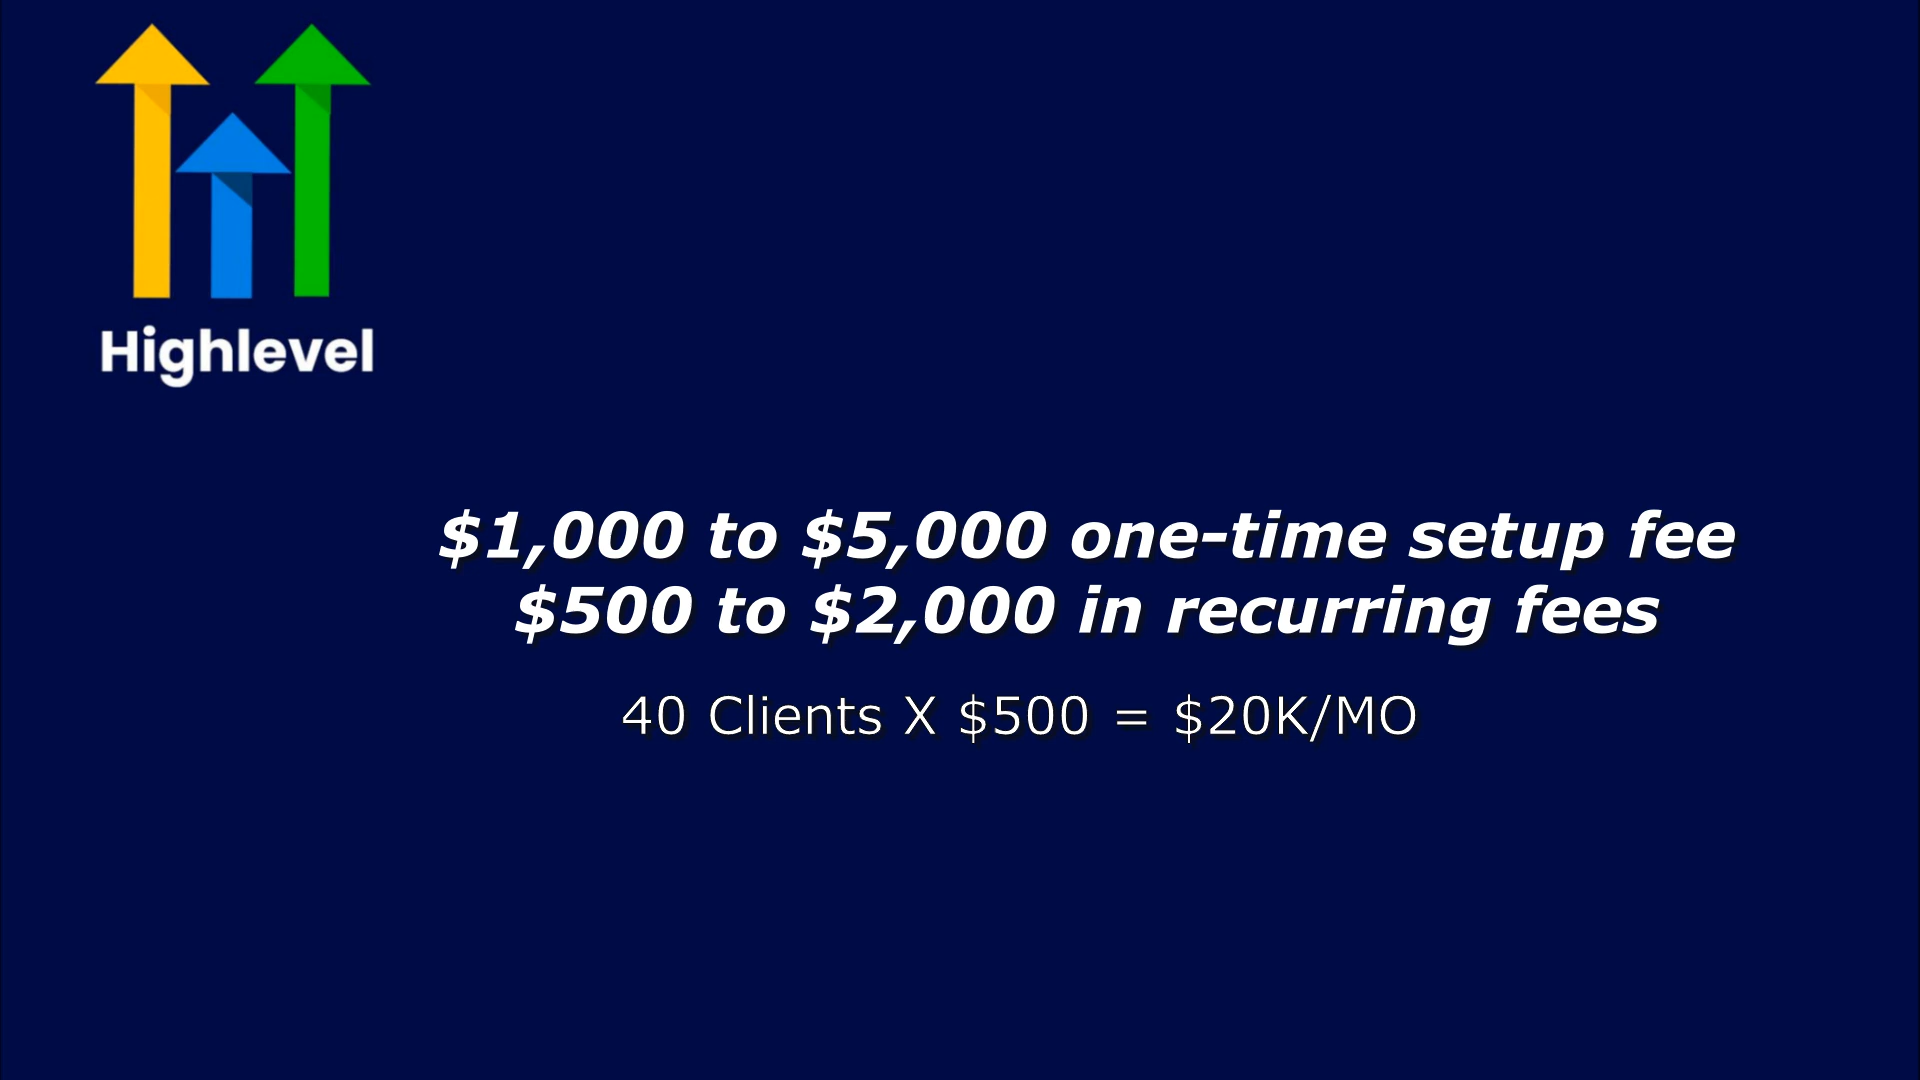 Highlevel
$1,000 to $5,000 one-time setup fee
$500 to $2,000 in recurring fees
40 Clients X $500 = $20K/MO